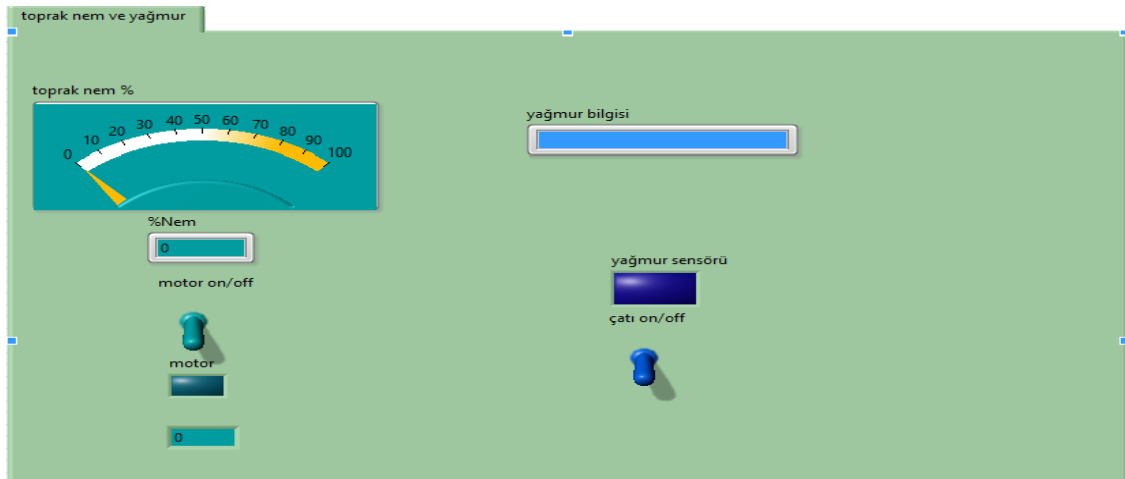 toprak nem ve yağmur
toprak nem %
0 10 20 30 40 50 60 70 80 90 100
%Nem
0
motor on/off
motor
0
yağmur bilgisi
yağmur sensörü
çatı on/off